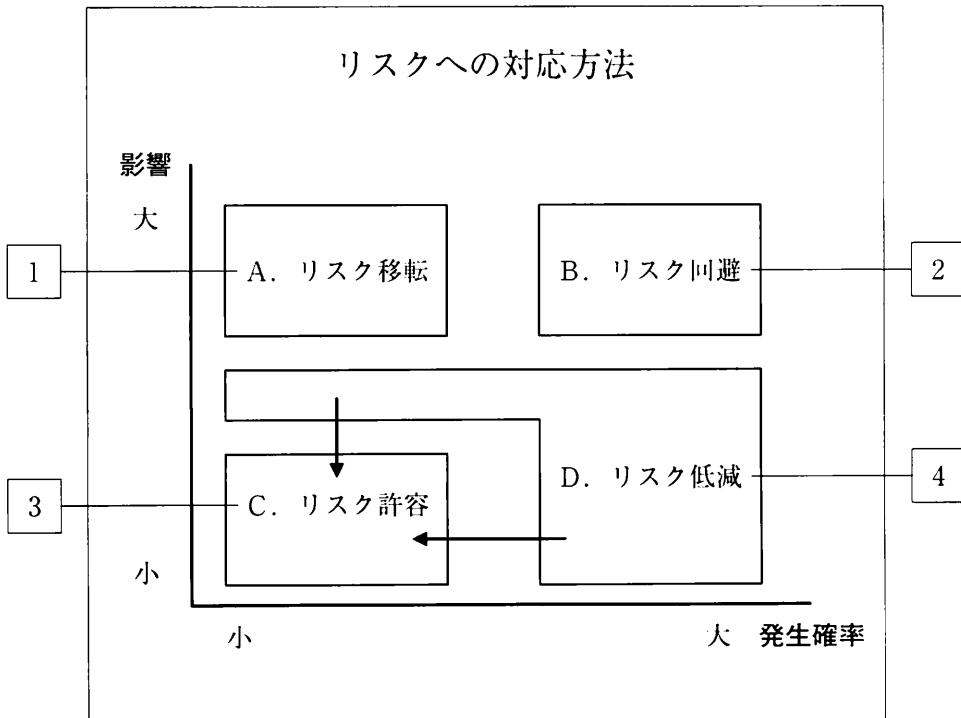 リスクへの対応方法
影響
大
1
A. リスク移転
B. リスク回避
2
3
C. リスク許容
D. リスク低減
4
小
小
大 発生確率